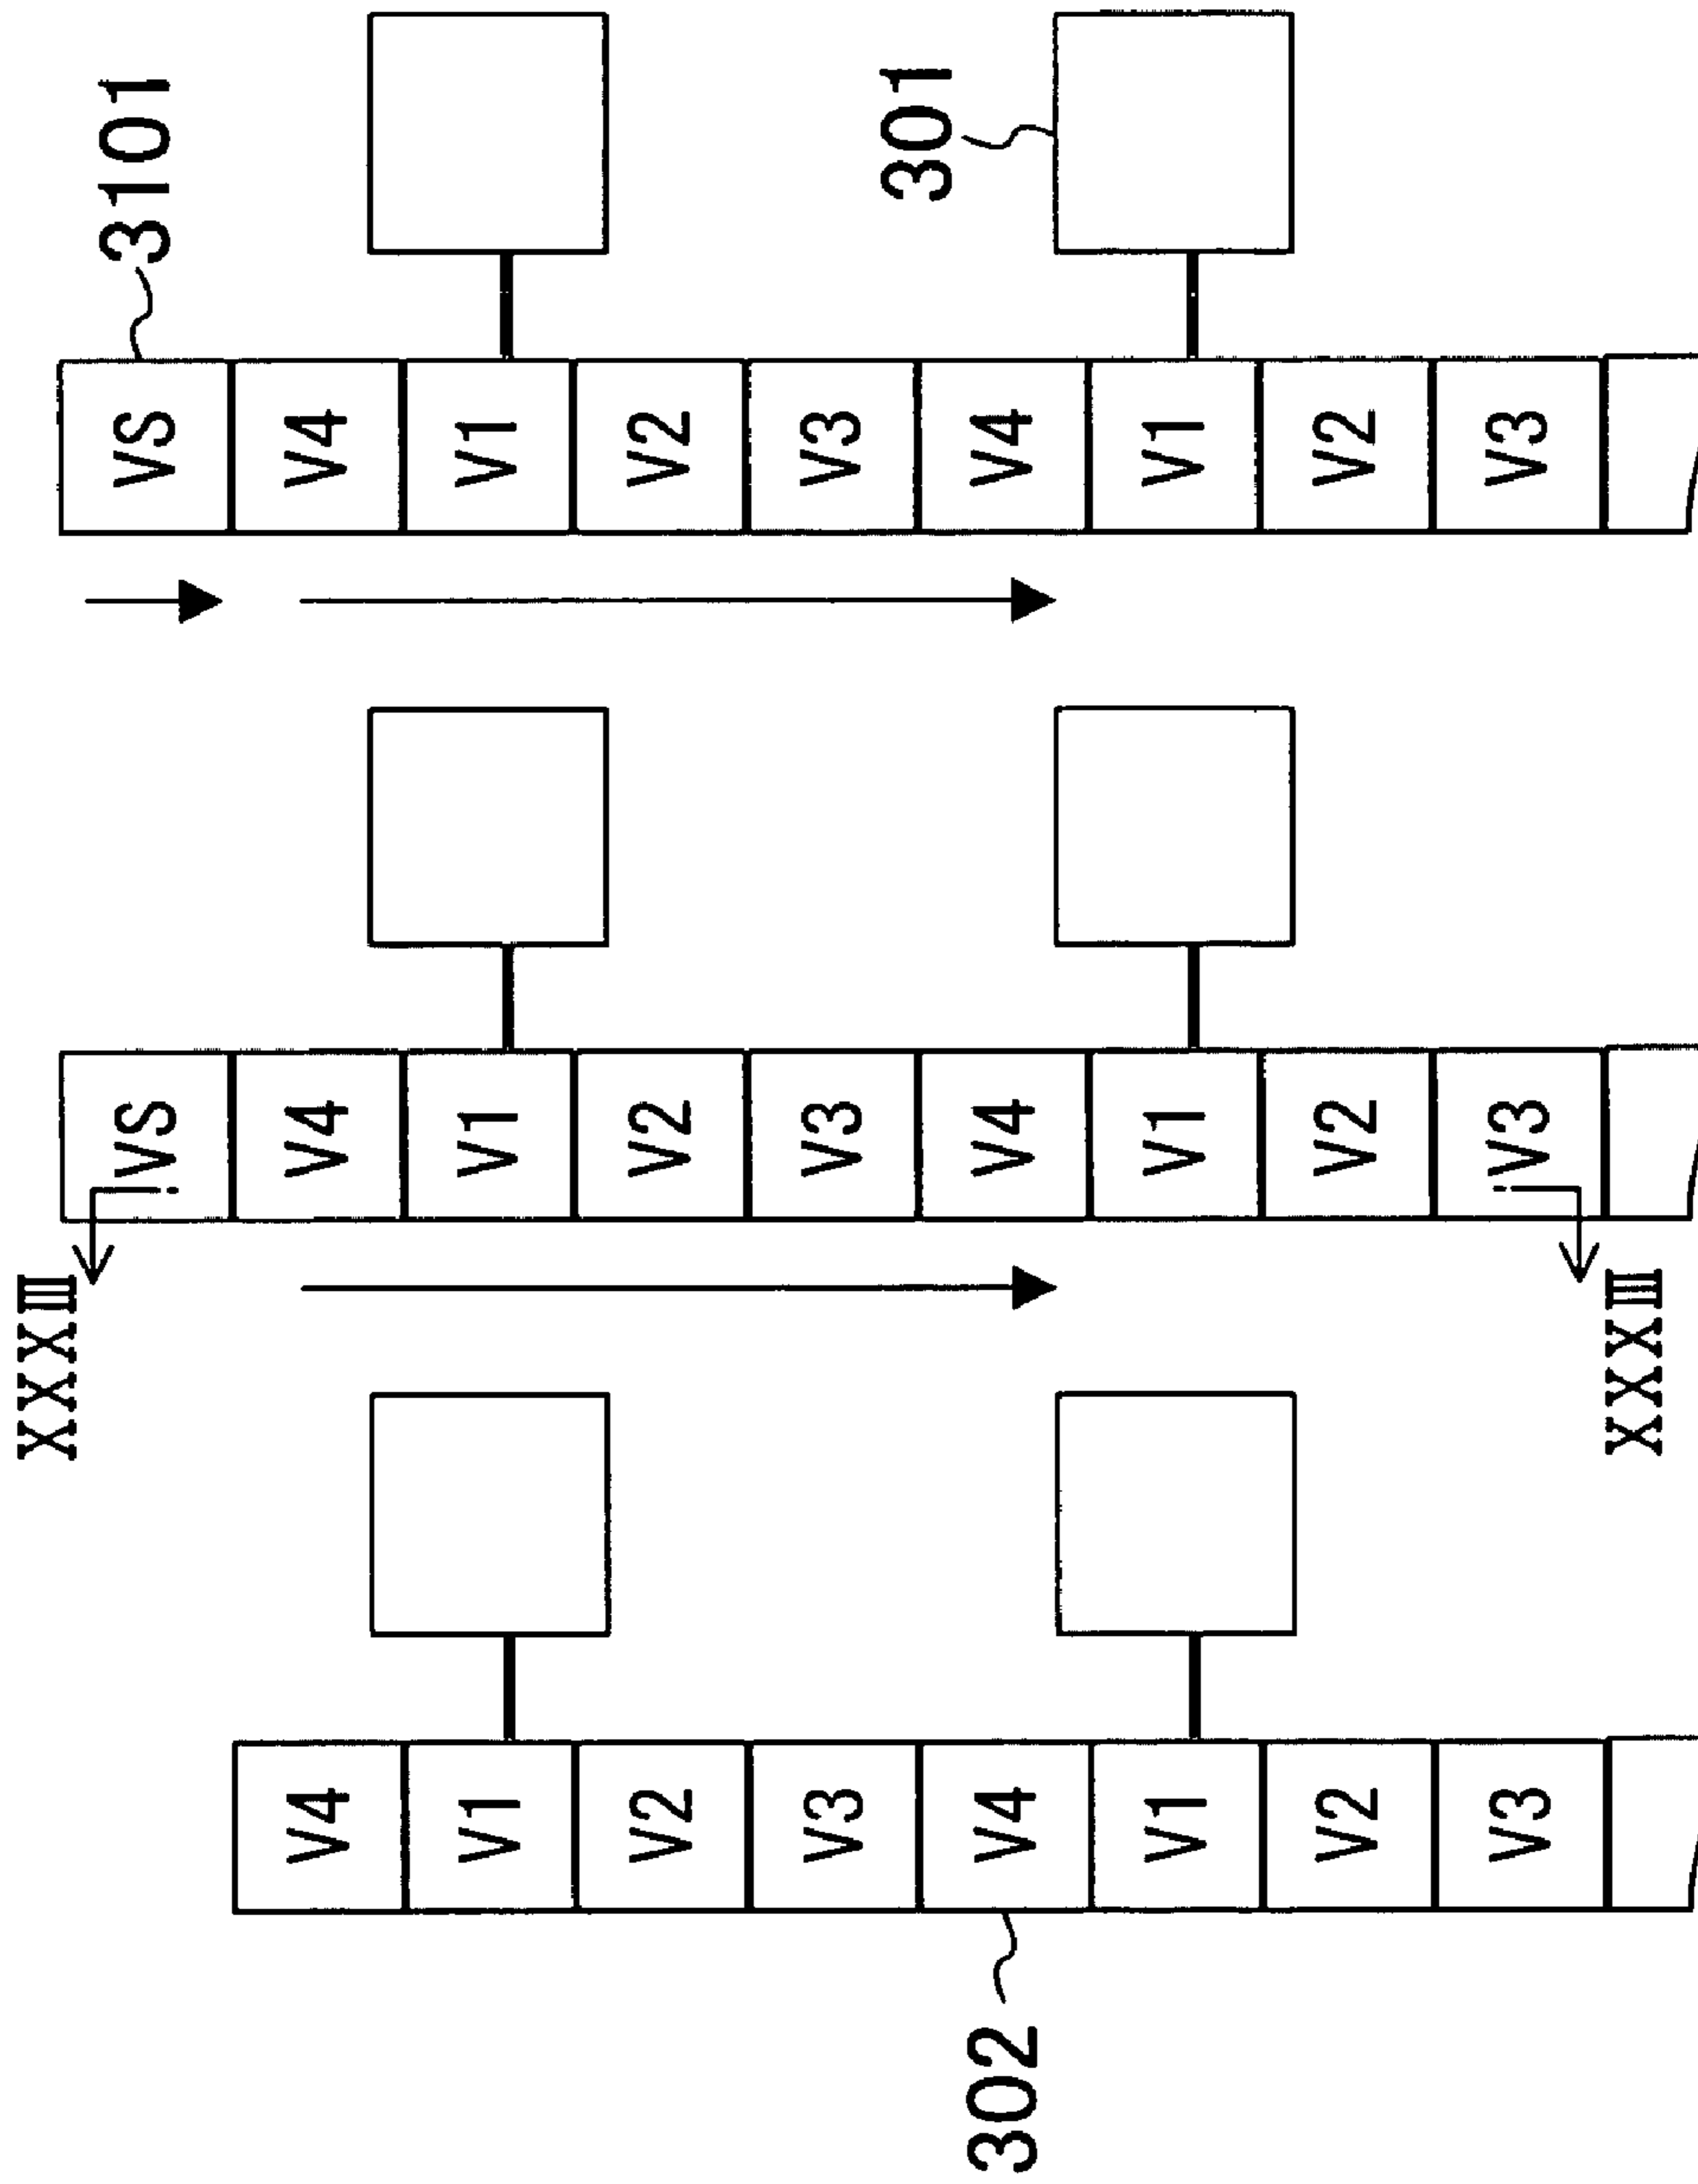 XXXIII
VS VS 3101
V4 V4 V4
V1 V1 V1
V2 V2 V2
V3 V3 V3
301
302 V4 V4 V4
V1 V1 V1
V2 V2 V2
V3 V3 V3
XXXIII